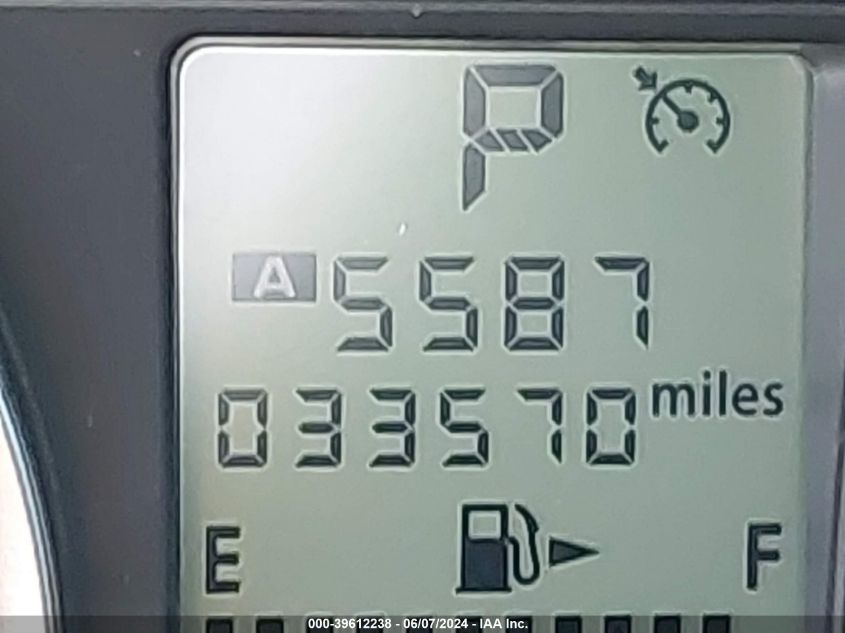 P
A 5587
033570 miles
E F
000-39612238 - 06/07/2024 - IAA Inc.